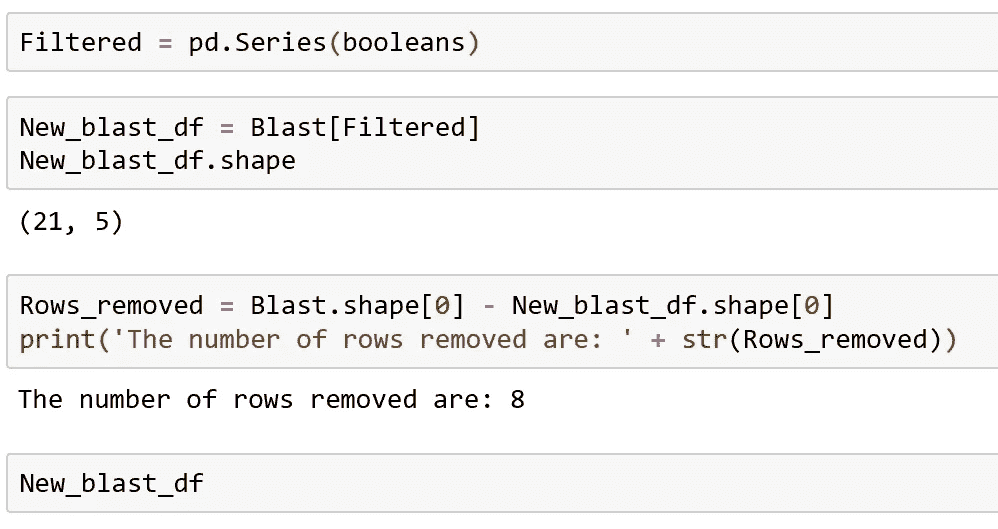 Filtered = pd.Series(booleans)
New_blast_df = Blast[Filtered]
New_blast_df.shape
(21, 5)
Rows_removed = Blast.shape[0] - New_blast_df.shape[0]
print('The number of rows removed are: ' + str(Rows_removed))
The number of rows removed are: 8
New_blast_df